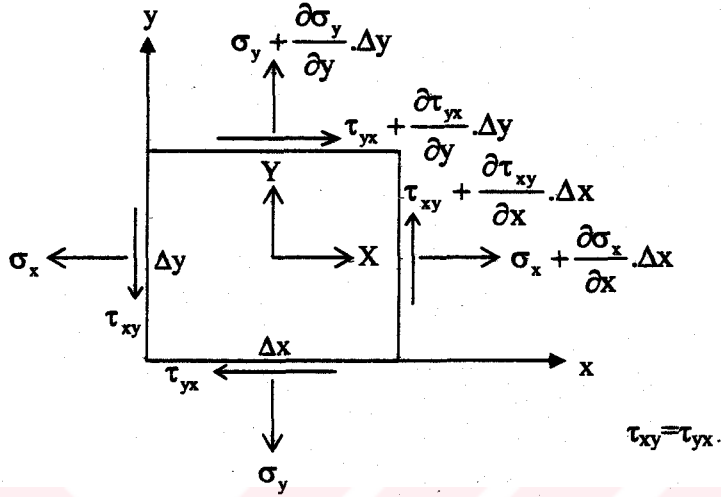 y
σ_y + ∂σ_y/∂y .Δy
τ_yx + ∂τ_yx/∂y .Δy
Y
τ_xy + ∂τ_xy/∂x .Δx
σ_x
Δy
X
σ_x + ∂σ_x/∂x .Δx
τ_xy
Δx
x
τ_yx
τ_xy=τ_yx.
σ_y